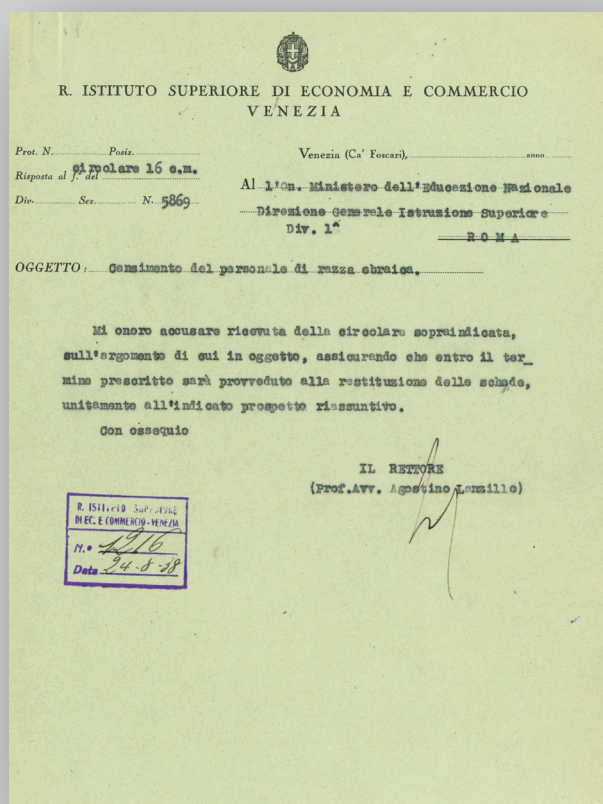 R. ISTITUTO SUPERIORE DI ECONOMIA E COMMERCIO
VENEZIA
Prot. N. Posiz.
Venezia (Ca' Foscari), anno
circolare 16 c.m.
Risposta al f. del
Div. Sez. N. 5869
Al l'On. Ministero dell'Educazione Nazionale
Direzione Generale Istruzione Superiore
Div. 1ª
ROMA
OGGETTO: Censimento del personale di razza ebraica.
Mi onoro accusare ricevuta della circolare sopraindicata,
sull'argomento di cui in oggetto, assicurando che entro il ter_
mine prescritto sarà provveduto alla restituzione delle schede,
unitamente all'indicato prospetto riassuntivo.
Con ossequio
IL RETTORE
(Prof.Avv. Agostino Lanzillo)
R. ISTITUTO SUPERIORE
DI EC. E COMMERCIO-VENEZIA
N.° 1216
Data 24-8-38